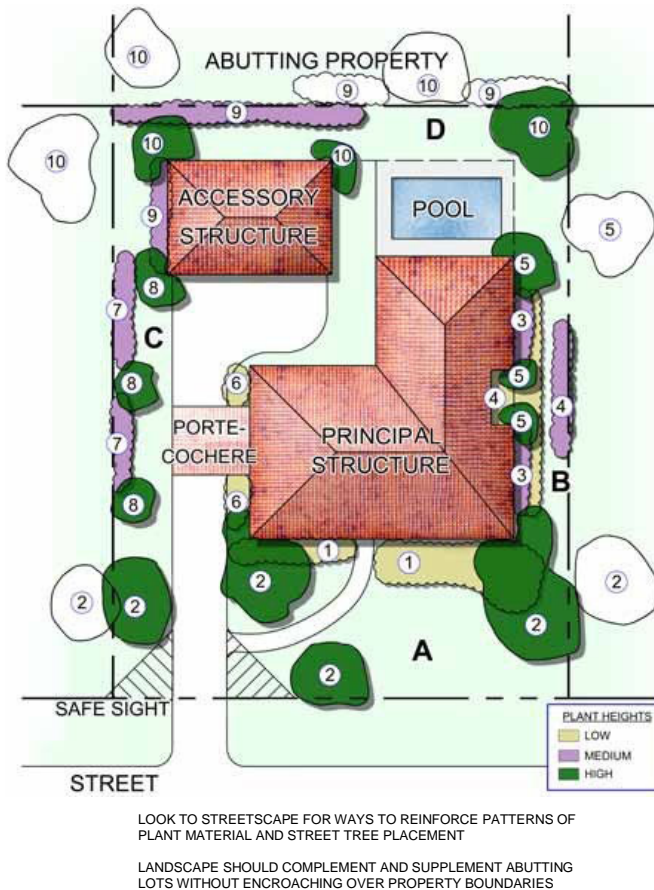 10
ABUTTING PROPERTY
10
9
9
9
D
10
10
10
10
ACCESSORY
STRUCTURE
9
POOL
5
5
8
7
C
3
8
5
4
4
6
PORTE-
COCHERE
PRINCIPAL
STRUCTURE
5
7
6
3
B
8
1
1
2
2
2
2
2
A
2
SAFE SIGHT
STREET
PLANT HEIGHTS
LOW
MEDIUM
HIGH
LOOK TO STREETSCAPE FOR WAYS TO REINFORCE PATTERNS OF
PLANT MATERIAL AND STREET TREE PLACEMENT
LANDSCAPE SHOULD COMPLEMENT AND SUPPLEMENT ABUTTING
LOTS WITHOUT ENCROACHING OVER PROPERTY BOUNDARIES